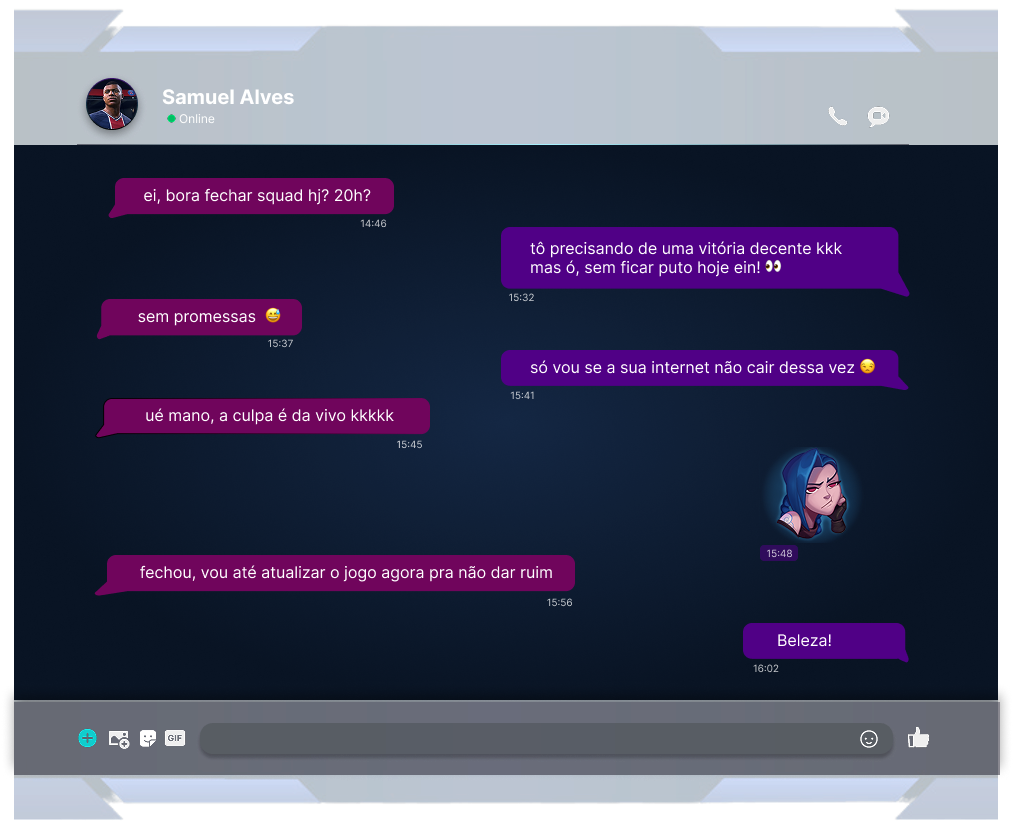 Samuel Alves
Online
ei, bora fechar squad hj? 20h?
14:46
tô precisando de uma vitória decente kkk
mas ó, sem ficar puto hoje ein! 👀
15:32
sem promessas 😅
15:37
só vou se a sua internet não cair dessa vez 😏
15:41
ué mano, a culpa é da vivo kkkkk
15:45
15:48
fechou, vou até atualizar o jogo agora pra não dar ruim
15:56
Beleza!
16:02
GIF